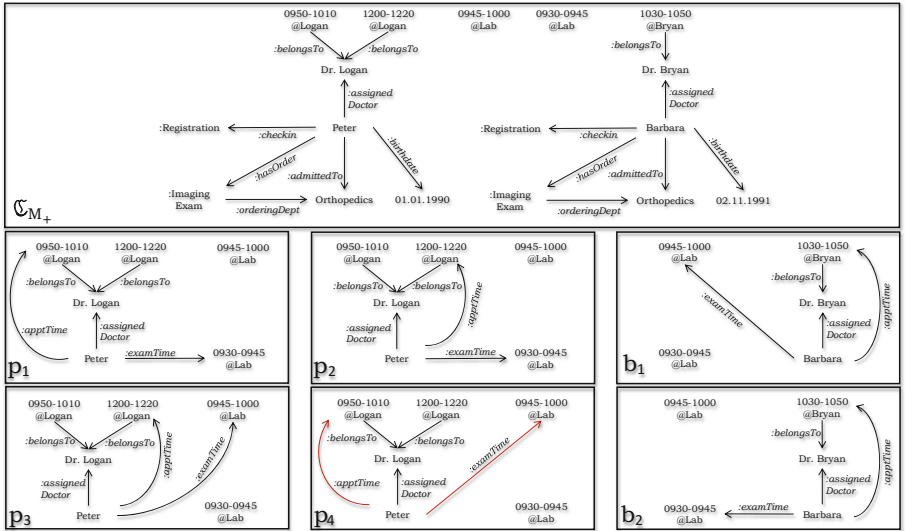 0950-1010 1200-1220 0945-1000 0930-0945 1030-1050
@Logan @Logan @Lab @Lab @Bryan
:belongsTo :belongsTo :belongsTo
Dr. Logan Dr. Bryan
:assigned :assigned
Doctor Doctor
:Registration Peter :Registration Barbara
:checkin :birthdate :checkin :birthdate
:hasOrder :hasOrder
:admittedTo :admittedTo
:Imaging :Imaging
Exam Orthopedics 01.01.1990 Exam Orthopedics 02.11.1991
:orderingDept :orderingDept
ℭM+
0950-1010 1200-1220 0945-1000
@Logan @Logan @Lab
:belongsTo :belongsTo
Dr. Logan
:apptTime :assigned
Doctor
Peter :examTime 0930-0945
@Lab
p1
0950-1010 1200-1220 0945-1000
@Logan @Logan @Lab
:belongsTo :belongsTo
Dr. Logan
:apptTime
:assigned
Doctor
Peter :examTime 0930-0945
@Lab
p2
0945-1000 1030-1050
@Lab @Bryan
:belongsTo
Dr. Bryan
:examTime :apptTime
:assigned
Doctor
0930-0945 Barbara
@Lab
b1
0950-1010 1200-1220 0945-1000
@Logan @Logan @Lab
:belongsTo :belongsTo
Dr. Logan :apptTime :examTime
:assigned
Doctor
Peter 0930-0945
@Lab
p3
0950-1010 1200-1220 0945-1000
@Logan @Logan @Lab
:belongsTo :belongsTo
Dr. Logan :examTime
:apptTime :assigned
Doctor
Peter 0930-0945
@Lab
p4
0945-1000 1030-1050
@Lab @Bryan
:belongsTo
Dr. Bryan
:apptTime
:assigned
Doctor
0930-0945 :examTime Barbara
@Lab
b2